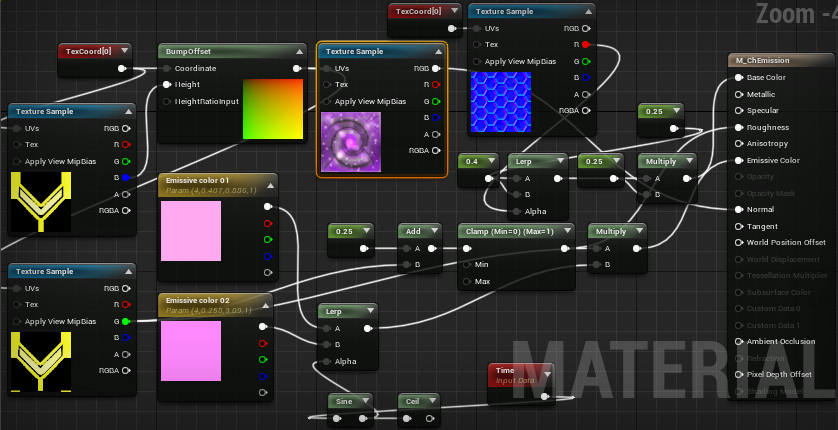 Zoom -4
TexCoord[0]
Texture Sample
UVs RGB
Tex R
Apply View MipBias G
B
A
RGBA
TexCoord[0]
BumpOffset
Coordinate
Height
HeightRatioInput
Texture Sample
UVs RGB
Tex R
Apply View MipBias G
B
A
RGBA
M_ChEmission
Base Color
Metallic
Specular
Roughness
Anisotropy
Emissive Color
Opacity
Opacity Mask
Normal
Tangent
World Position Offset
World Displacement
Tessellation Multiplier
Subsurface Color
Custom Data 0
Custom Data 1
Ambient Occlusion
Refraction
Pixel Depth Offset
Shading Model
Texture Sample
UVs RGB
Tex R
Apply View MipBias G
B
A
RGBA
0.25
0.4
Lerp
A
B
Alpha
0.25
Multiply
A
B
Emissive color 01
Param (4,0.407,0.886,1)
0.25
Add
A
B
Clamp (Min=0) (Max=1)
Min
Max
Multiply
A
B
Texture Sample
UVs RGB
Tex R
Apply View MipBias G
B
A
RGBA
Emissive color 02
Param (4,0.258,3.09,1)
Lerp
A
B
Alpha
Time
Input Data
Sine
Ceil
MATERIAL